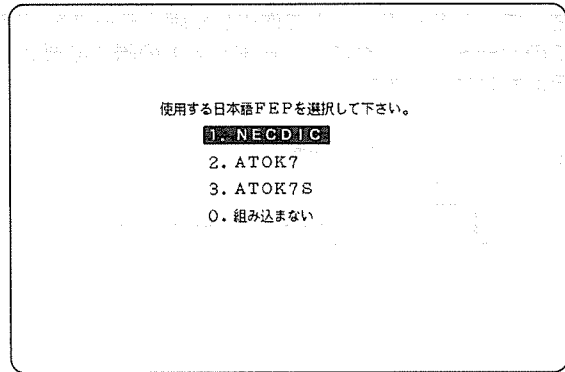 使用する日本語FEPを選択して下さい。
1. NECDIC
2. ATOK7
3. ATOK7S
0. 組み込まない